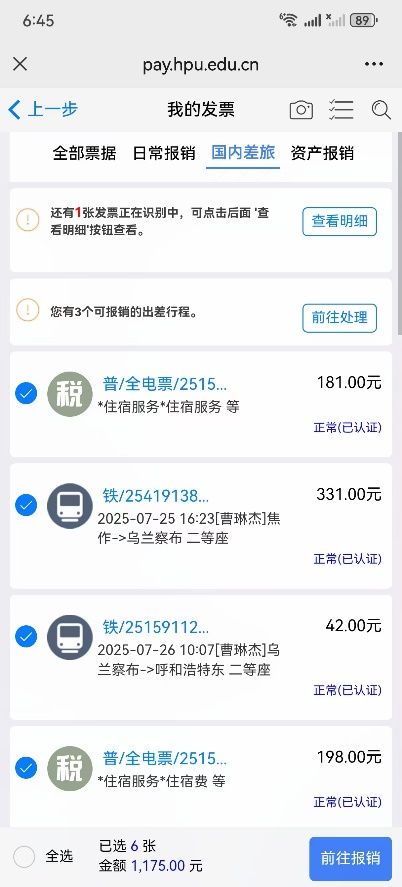 6:45
89
pay.hpu.edu.cn
上一步
我的发票
全部票据 日常报销 国内差旅 资产报销
还有1张发票正在识别中，可点击后面 '查
看明细'按钮查看。
查看明细
您有3个可报销的出差行程。
前往处理
税
普/全电票/2515...
181.00元
*住宿服务*住宿服务 等
正常(已认证)
铁/25419138...
331.00元
2025-07-25 16:23[曹琳杰]焦
作->乌兰察布 二等座
正常(已认证)
铁/25159112...
42.00元
2025-07-26 10:07[曹琳杰]乌
兰察布->呼和浩特东 二等座
正常(已认证)
税
普/全电票/2515...
198.00元
*住宿服务*住宿费 等
正常(已认证)
全选
已选 6 张
金额 1,175.00 元
前往报销